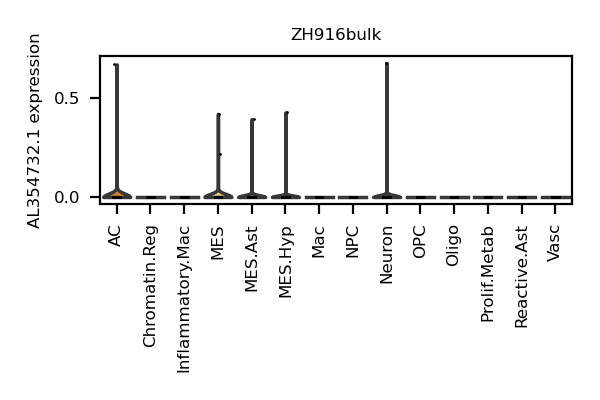 ZH916bulk
AL354732.1 expression
0.5
0.0
AC
Chromatin.Reg
Inflammatory.Mac
MES
MES.Ast
MES.Hyp
Mac
NPC
Neuron
OPC
Oligo
Prolif.Metab
Reactive.Ast
Vasc